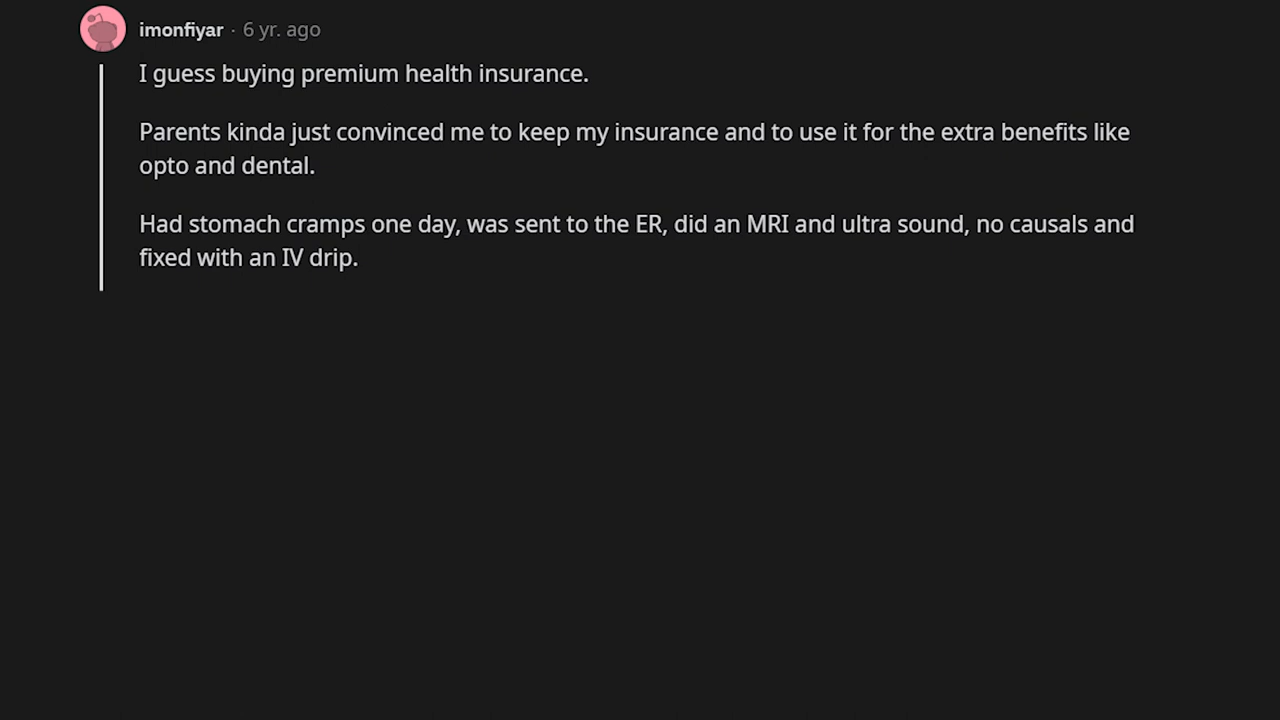 imonfiyar · 6 yr. ago
I guess buying premium health insurance.
Parents kinda just convinced me to keep my insurance and to use it for the extra benefits like
opto and dental.
Had stomach cramps one day, was sent to the ER, did an MRI and ultra sound, no causals and
fixed with an IV drip.